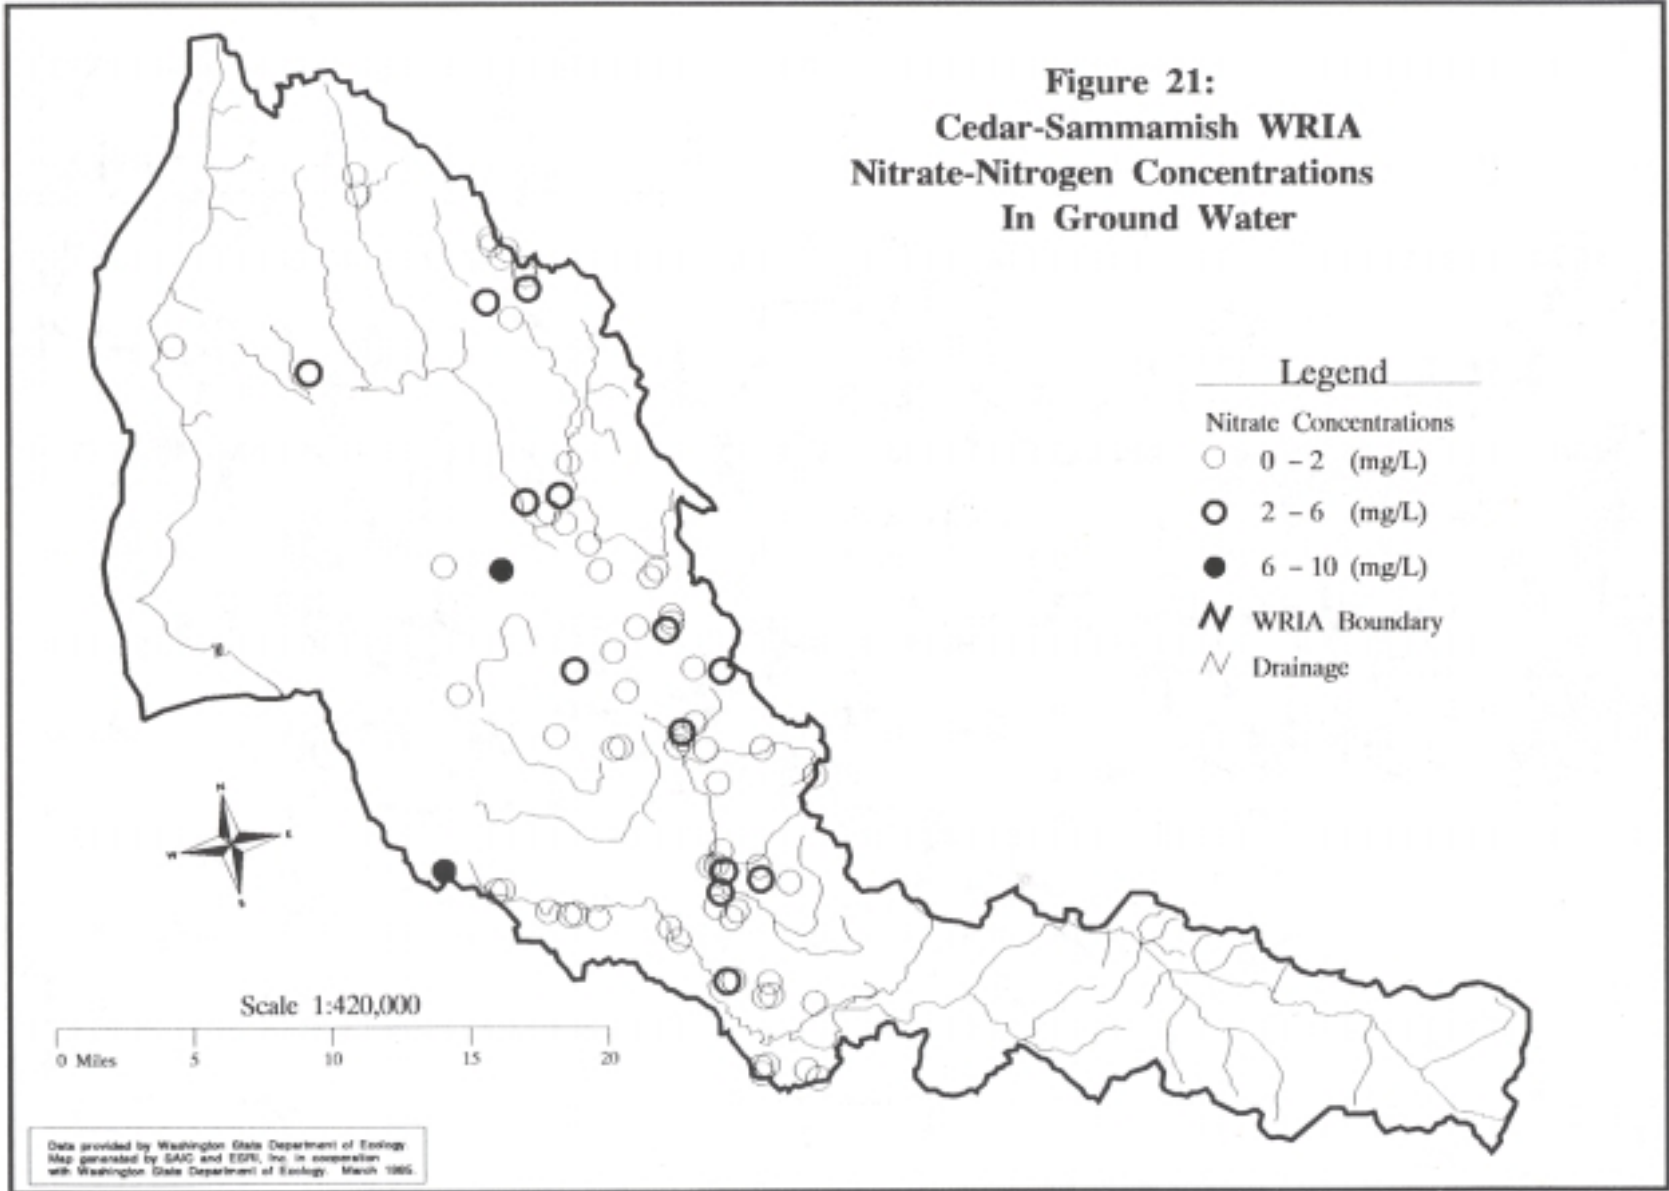 Figure 21:
Cedar-Sammamish WRIA
Nitrate-Nitrogen Concentrations
In Ground Water
Legend
Nitrate Concentrations
0 – 2 (mg/L)
2 – 6 (mg/L)
6 – 10 (mg/L)
WRIA Boundary
Drainage
N
E
W
S
Scale 1:420,000
0 Miles 5 10 15 20
Data provided by Washington State Department of Ecology.
Map generated by SAIC and ESRI, Inc. in cooperation
with Washington State Department of Ecology. March